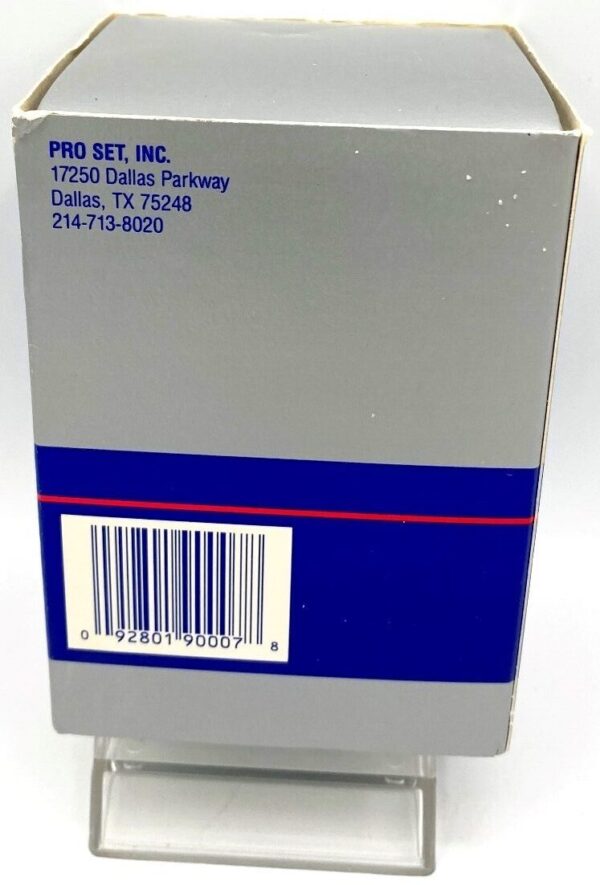 PRO SET, INC.
17250 Dallas Parkway
Dallas, TX 75248
214-713-8020
0 92801 90007 8